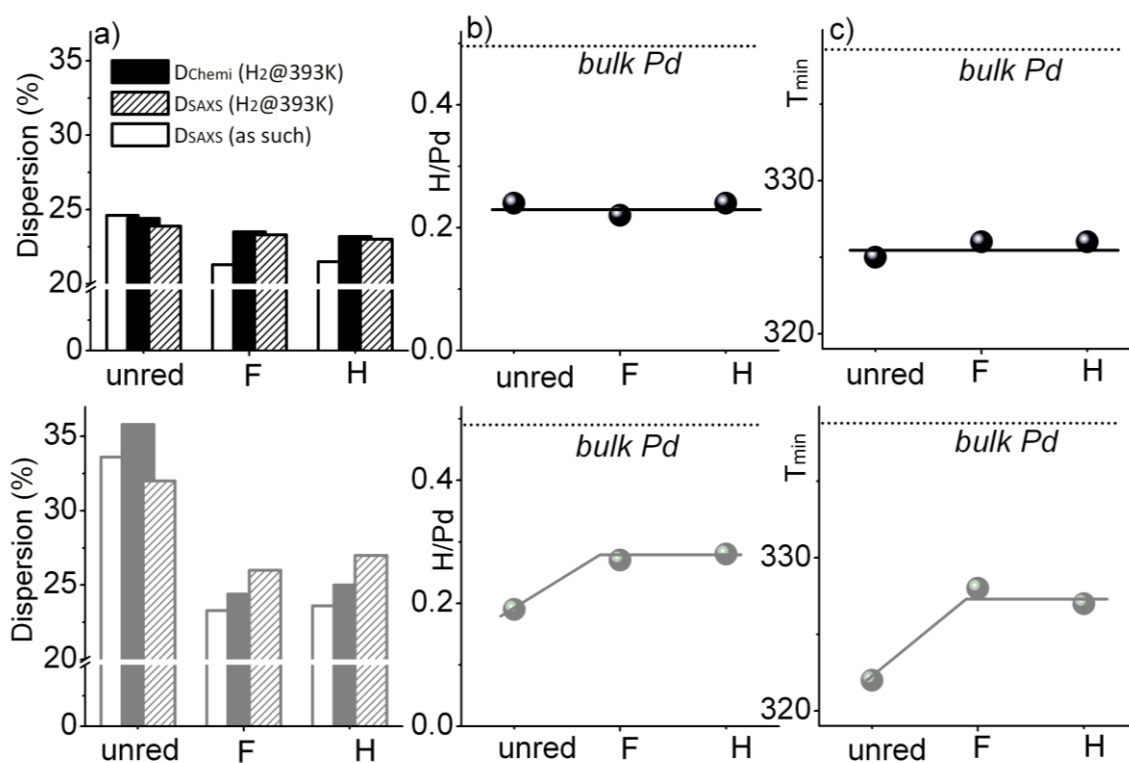 a)
DChemi (H2@393K)
DSAXS (H2@393K)
DSAXS (as such)
Dispersion (%)
35
30
25
20
0
unred F H
b)
bulk Pd
H/Pd
0.4
0.2
0.0
unred F H
c)
bulk Pd
Tmin
330
320
unred F H
Dispersion (%)
35
30
25
20
0
unred F H
bulk Pd
H/Pd
0.4
0.2
0.0
unred F H
bulk Pd
Tmin
330
320
unred F H